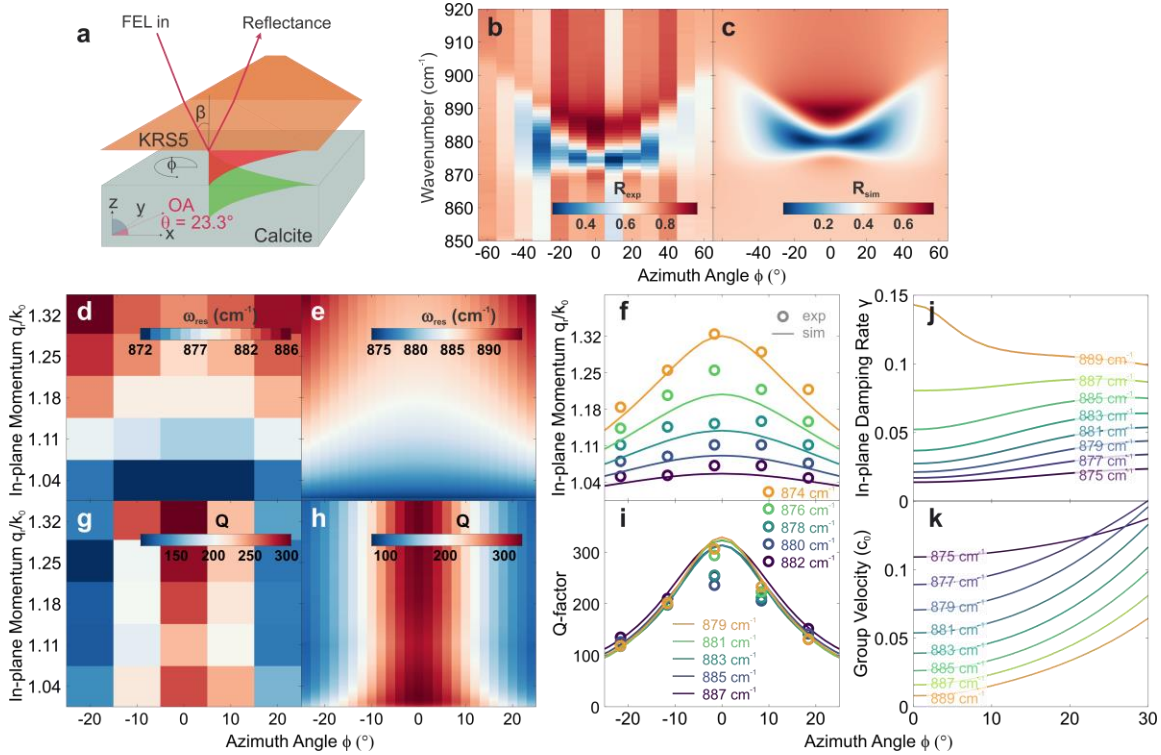 a
FEL in
Reflectance
β
KRS5
ϕ
z
y
OA
θ = 23.3°
x
Calcite
b
c
Wavenumber (cm⁻¹)
920
910
900
890
880
870
860
850
R_exp
0.4 0.6 0.8
R_sim
0.2 0.4 0.6
-60 -40 -20 0 20 40 60
-60 -40 -20 0 20 40 60
Azimuth Angle ϕ (°)
d
e
ω_res (cm⁻¹)
872 877 882 886
ω_res (cm⁻¹)
875 880 885 890
In-plane Momentum q_r/k₀
1.32
1.25
1.18
1.11
1.04
f
exp
sim
In-plane Momentum q_r/k₀
1.32
1.25
1.18
1.11
1.04
874 cm⁻¹
876 cm⁻¹
878 cm⁻¹
880 cm⁻¹
882 cm⁻¹
j
In-plane Damping Rate γ
0.15
0.10
0.05
0
889 cm⁻¹
887 cm⁻¹
885 cm⁻¹
883 cm⁻¹
881 cm⁻¹
879 cm⁻¹
877 cm⁻¹
875 cm⁻¹
g
h
Q
150 200 250 300
Q
100 200 300
In-plane Momentum q_r/k₀
1.32
1.25
1.18
1.11
1.04
-20 -10 0 10 20
-20 -10 0 10 20
Azimuth Angle ϕ (°)
i
Q-factor
300
200
100
0
879 cm⁻¹
881 cm⁻¹
883 cm⁻¹
885 cm⁻¹
887 cm⁻¹
-20 -10 0 10 20
Azimuth Angle ϕ (°)
k
Group Velocity (c₀)
0.1
0.05
0
875 cm⁻¹
877 cm⁻¹
879 cm⁻¹
881 cm⁻¹
883 cm⁻¹
885 cm⁻¹
887 cm⁻¹
889 cm⁻¹
0 10 20 30
Azimuth Angle ϕ (°)